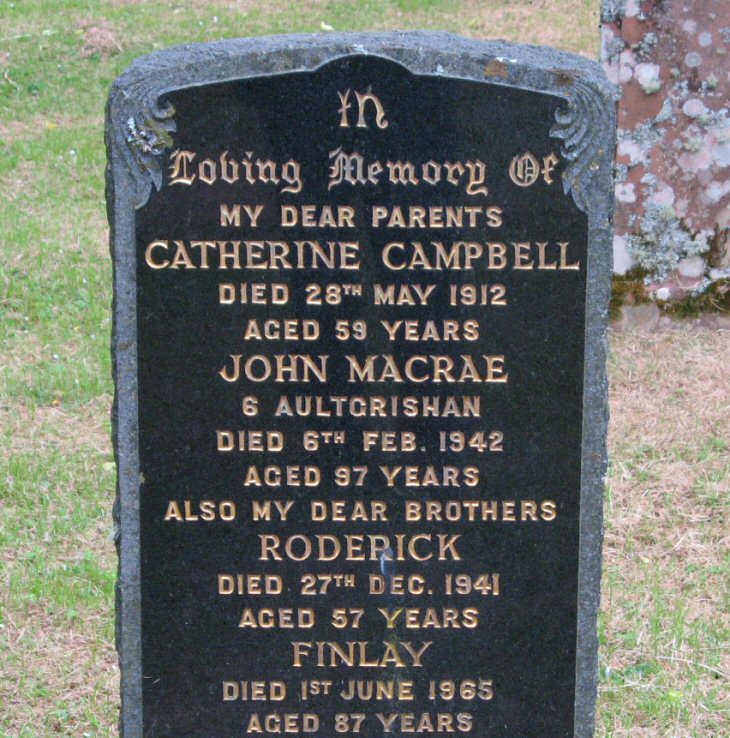 In
Loving Memory Of
MY DEAR PARENTS
CATHERINE CAMPBELL
DIED 28TH MAY 1912
AGED 59 YEARS
JOHN MACRAE
6 AULTGRISHAN
DIED 6TH FEB. 1942
AGED 97 YEARS
ALSO MY DEAR BROTHERS
RODERICK
DIED 27TH DEC. 1941
AGED 57 YEARS
FINLAY
DIED 1ST JUNE 1965
AGED 87 YEARS